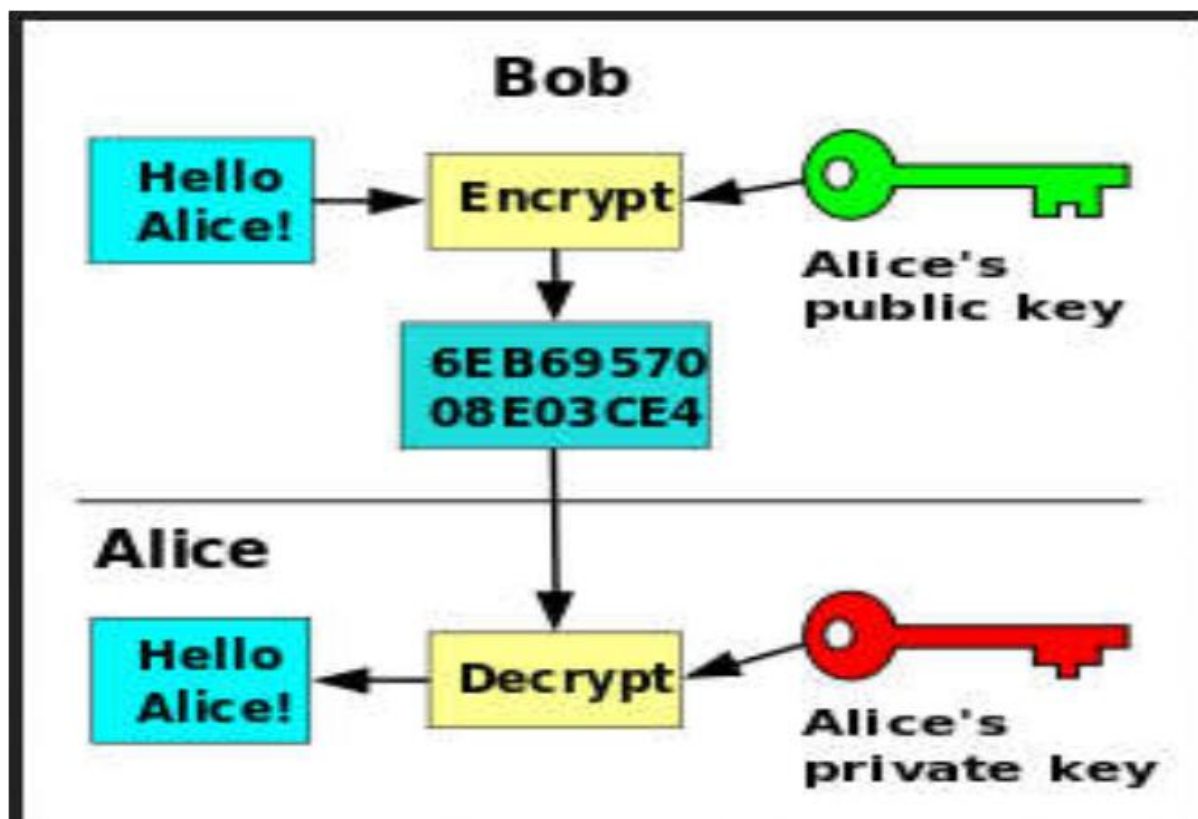 Bob
Hello
Alice!
Encrypt
Alice's
public key
6EB69570
08E03CE4
Alice
Hello
Alice!
Decrypt
Alice's
private key